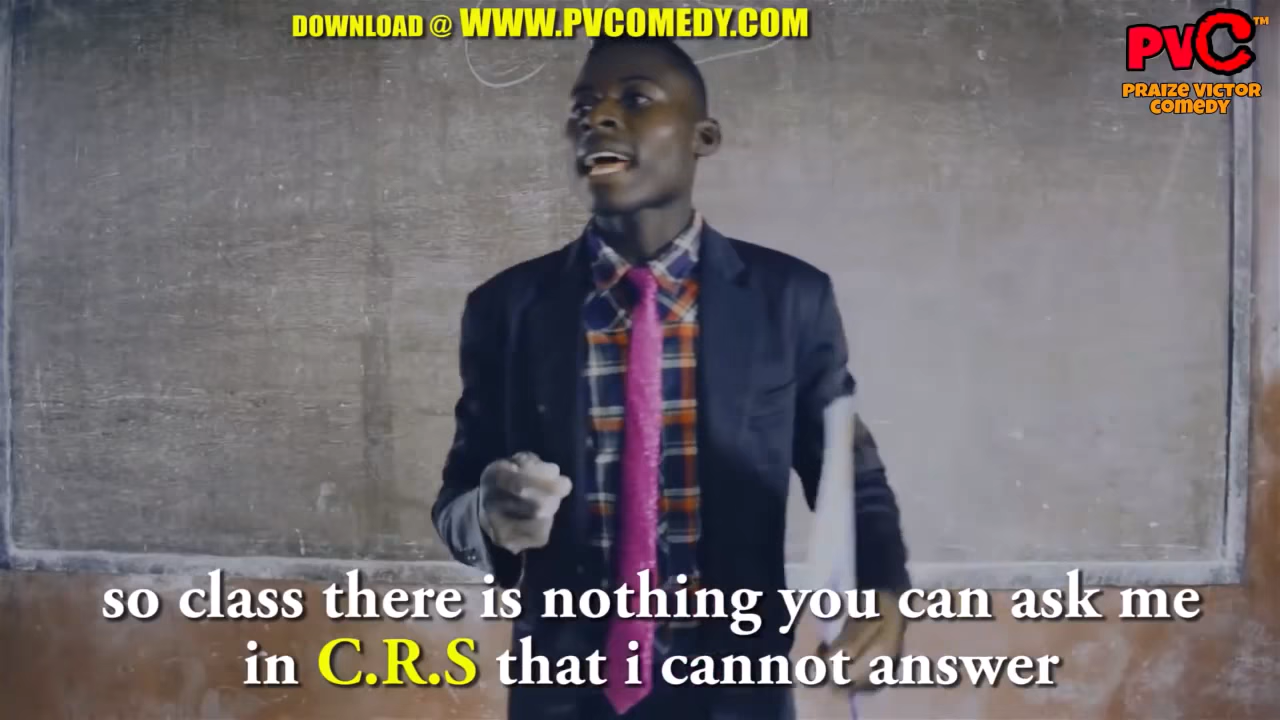 DOWNLOAD @ WWW.PVCOMEDY.COM
PVC™
PRAIZE VICTOR
COMEDY
so class there is nothing you can ask me
in C.R.S that i cannot answer